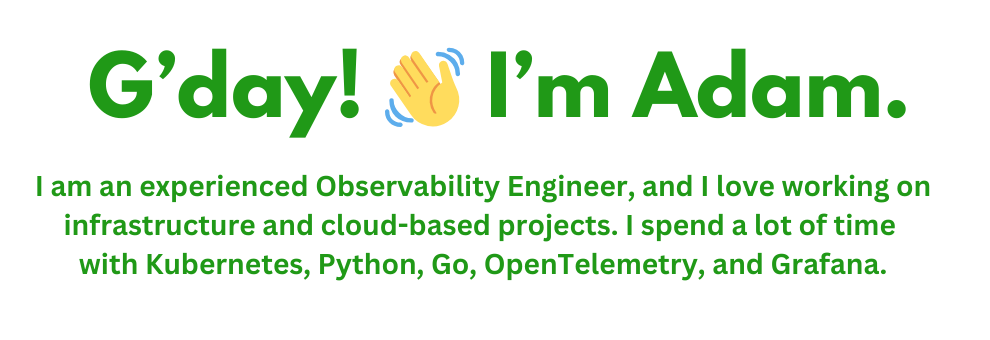 G’day! 👋 I’m Adam.
I am an experienced Observability Engineer, and I love working on
infrastructure and cloud-based projects. I spend a lot of time
with Kubernetes, Python, Go, OpenTelemetry, and Grafana.